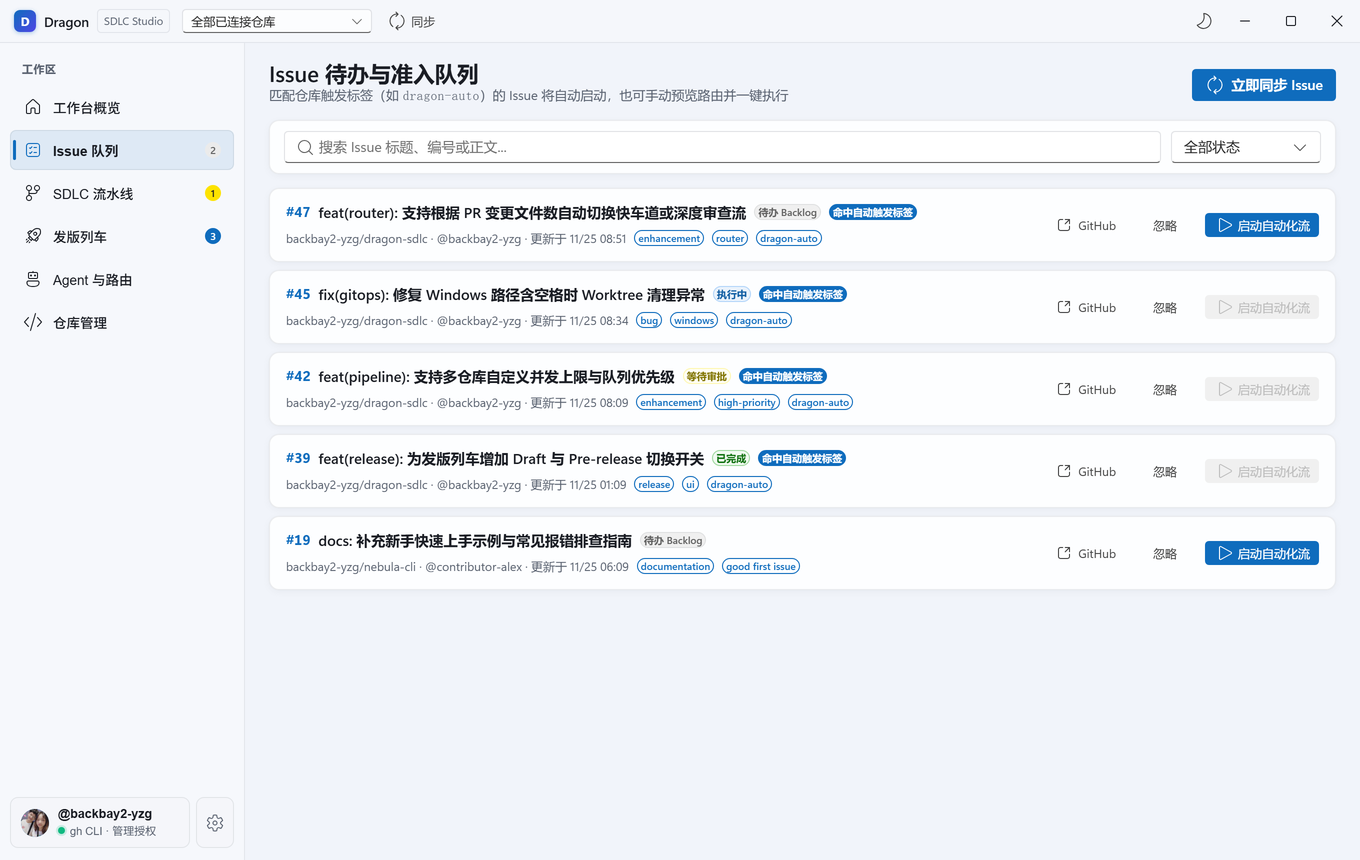 D Dragon SDLC Studio 全部已连接仓库 同步
工作区
工作台概览
Issue 队列 2
SDLC 流水线 1
发版列车 3
Agent 与路由
仓库管理
@backbay2-yzg
gh CLI · 管理授权
Issue 待办与准入队列
匹配仓库触发标签（如 dragon-auto）的 Issue 将自动启动，也可手动预览路由并一键执行
立即同步 Issue
搜索 Issue 标题、编号或正文... 全部状态
#47 feat(router): 支持根据 PR 变更文件数自动切换快车道或深度审查流 待办 Backlog 命中自动触发标签
backbay2-yzg/dragon-sdlc · @backbay2-yzg · 更新于 11/25 08:51 enhancement router dragon-auto
GitHub 忽略 启动自动化流
#45 fix(gitops): 修复 Windows 路径含空格时 Worktree 清理异常 执行中 命中自动触发标签
backbay2-yzg/dragon-sdlc · @backbay2-yzg · 更新于 11/25 08:34 bug windows dragon-auto
GitHub 忽略 启动自动化流
#42 feat(pipeline): 支持多仓库自定义并发上限与队列优先级 等待审批 命中自动触发标签
backbay2-yzg/dragon-sdlc · @backbay2-yzg · 更新于 11/25 08:09 enhancement high-priority dragon-auto
GitHub 忽略 启动自动化流
#39 feat(release): 为发版列车增加 Draft 与 Pre-release 切换开关 已完成 命中自动触发标签
backbay2-yzg/dragon-sdlc · @backbay2-yzg · 更新于 11/25 01:09 release ui dragon-auto
GitHub 忽略 启动自动化流
#19 docs: 补充新手快速上手示例与常见报错排查指南 待办 Backlog
backbay2-yzg/nebula-cli · @contributor-alex · 更新于 11/25 06:09 documentation good first issue
GitHub 忽略 启动自动化流